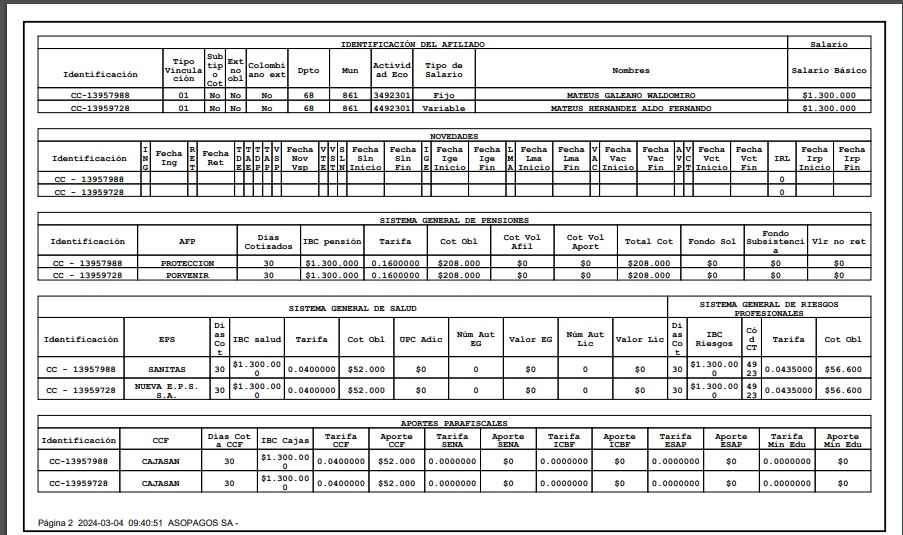 IDENTIFICACIÓN DEL AFILIADO Salario
Identificación Tipo Vinculación Subtipo Cot Ext no obl Colombiano ext Dpto Mun Actividad Eco Tipo de Salario Nombres Salario Básico
CC-13957988 01 No No No 68 861 3492301 Fijo MATEUS GALEANO WALDOMIRO $1.300.000
CC-13959728 01 No No No 68 861 4492301 Variable MATEUS HERNANDEZ ALDO FERNANDO $1.300.000
NOVEDADES
Identificación ING Fecha Ing RET Fecha Ret TDE TAE TDP TAP VSP Fecha Nov Vsp VTE VST SLN Fecha Sln Inicio Fecha Sln Fin IGE Fecha Ige Inicio Fecha Ige Fin LMA Fecha Lma Inicio Fecha Lma Fin VAC Fecha Vac Inicio Fecha Vac Fin AVP VCT Fecha Vct Inicio Fecha Vct Fin IRL Fecha Irp Inicio Fecha Irp Fin
CC - 13957988 0
CC - 13959728 0
SISTEMA GENERAL DE PENSIONES
Identificación AFP Dias Cotizados IBC pensión Tarifa Cot Obl Cot Vol Afil Cot Vol Aport Total Cot Fondo Sol Fondo Subsistencia Vlr no ret
CC - 13957988 PROTECCION 30 $1.300.000 0.1600000 $208.000 $0 $0 $208.000 $0 $0 $0
CC - 13959728 PORVENIR 30 $1.300.000 0.1600000 $208.000 $0 $0 $208.000 $0 $0 $0
SISTEMA GENERAL DE SALUD SISTEMA GENERAL DE RIESGOS PROFESIONALES
Identificación EPS Dias Cot IBC salud Tarifa Cot Obl UPC Adic Núm Aut EG Valor EG Núm Aut Lic Valor Lic Dias Cot IBC Riesgos Cód CT Tarifa Cot Obl
CC - 13957988 SANITAS 30 $1.300.000 0.0400000 $52.000 $0 0 $0 0 $0 30 $1.300.000 4923 0.0435000 $56.600
CC - 13959728 NUEVA E.P.S. S.A. 30 $1.300.000 0.0400000 $52.000 $0 0 $0 0 $0 30 $1.300.000 4923 0.0435000 $56.600
APORTES PARAFISCALES
Identificación CCF Dias Cota CCF IBC Cajas Tarifa CCF Aporte CCF Tarifa SENA Aporte SENA Tarifa ICBF Aporte ICBF Tarifa ESAP Aporte ESAP Tarifa Min Edu Aporte Min Edu
CC-13957988 CAJASAN 30 $1.300.000 0.0400000 $52.000 0.0000000 $0 0.0000000 $0 0.0000000 $0 0.0000000 $0
CC-13959728 CAJASAN 30 $1.300.000 0.0400000 $52.000 0.0000000 $0 0.0000000 $0 0.0000000 $0 0.0000000 $0
Página 2 2024-03-04 09:40:51 ASOPAGOS SA -